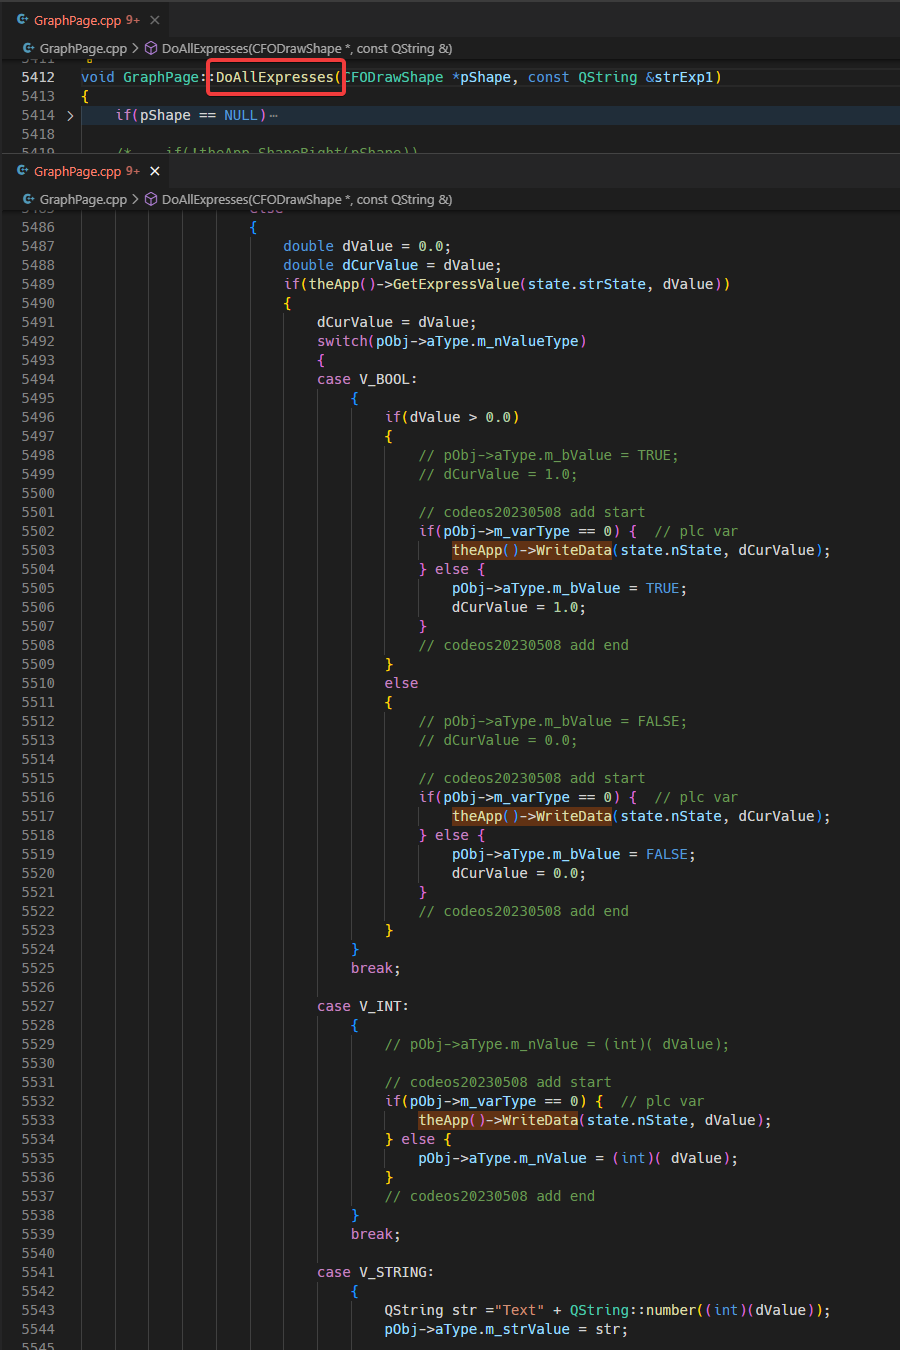 GraphPage.cpp 9+ ×
GraphPage.cpp > DoAllExpresses(CFODrawShape *, const QString &)
5411
5412 void GraphPage::DoAllExpresses(CFODrawShape *pShape, const QString &strExp1)
5413 {
5414 > if(pShape == NULL)⋯
5418
5419 /* if(!theApp ShapeRight(pShape))
GraphPage.cpp 9+ ×
GraphPage.cpp > DoAllExpresses(CFODrawShape *, const QString &)
5485 else
5486 {
5487 double dValue = 0.0;
5488 double dCurValue = dValue;
5489 if(theApp()->GetExpressValue(state.strState, dValue))
5490 {
5491 dCurValue = dValue;
5492 switch(pObj->aType.m_nValueType)
5493 {
5494 case V_BOOL:
5495 {
5496 if(dValue > 0.0)
5497 {
5498 // pObj->aType.m_bValue = TRUE;
5499 // dCurValue = 1.0;
5500
5501 // codeos20230508 add start
5502 if(pObj->m_varType == 0) { // plc var
5503 theApp()->WriteData(state.nState, dCurValue);
5504 } else {
5505 pObj->aType.m_bValue = TRUE;
5506 dCurValue = 1.0;
5507 }
5508 // codeos20230508 add end
5509 }
5510 else
5511 {
5512 // pObj->aType.m_bValue = FALSE;
5513 // dCurValue = 0.0;
5514
5515 // codeos20230508 add start
5516 if(pObj->m_varType == 0) { // plc var
5517 theApp()->WriteData(state.nState, dCurValue);
5518 } else {
5519 pObj->aType.m_bValue = FALSE;
5520 dCurValue = 0.0;
5521 }
5522 // codeos20230508 add end
5523 }
5524 }
5525 break;
5526
5527 case V_INT:
5528 {
5529 // pObj->aType.m_nValue = (int)( dValue);
5530
5531 // codeos20230508 add start
5532 if(pObj->m_varType == 0) { // plc var
5533 theApp()->WriteData(state.nState, dValue);
5534 } else {
5535 pObj->aType.m_nValue = (int)( dValue);
5536 }
5537 // codeos20230508 add end
5538 }
5539 break;
5540
5541 case V_STRING:
5542 {
5543 QString str ="Text" + QString::number((int)(dValue));
5544 pObj->aType.m_strValue = str;
5545